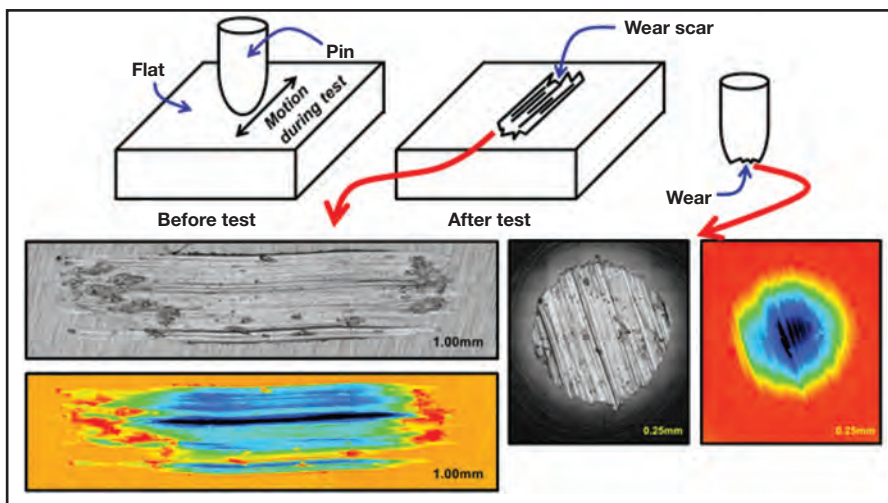 Pin
Flat
Motion
during test
Wear scar
Wear
Before test
After test
1.00mm
0.25mm
0.25mm
1.00mm